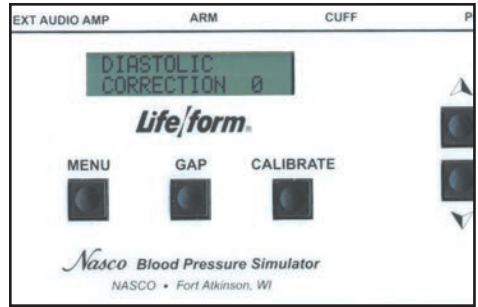 EXT AUDIO AMP ARM CUFF P
DIASTOLIC
CORRECTION 0
Life/form®
MENU GAP CALIBRATE
Nasco Blood Pressure Simulator
NASCO • Fort Atkinson, WI